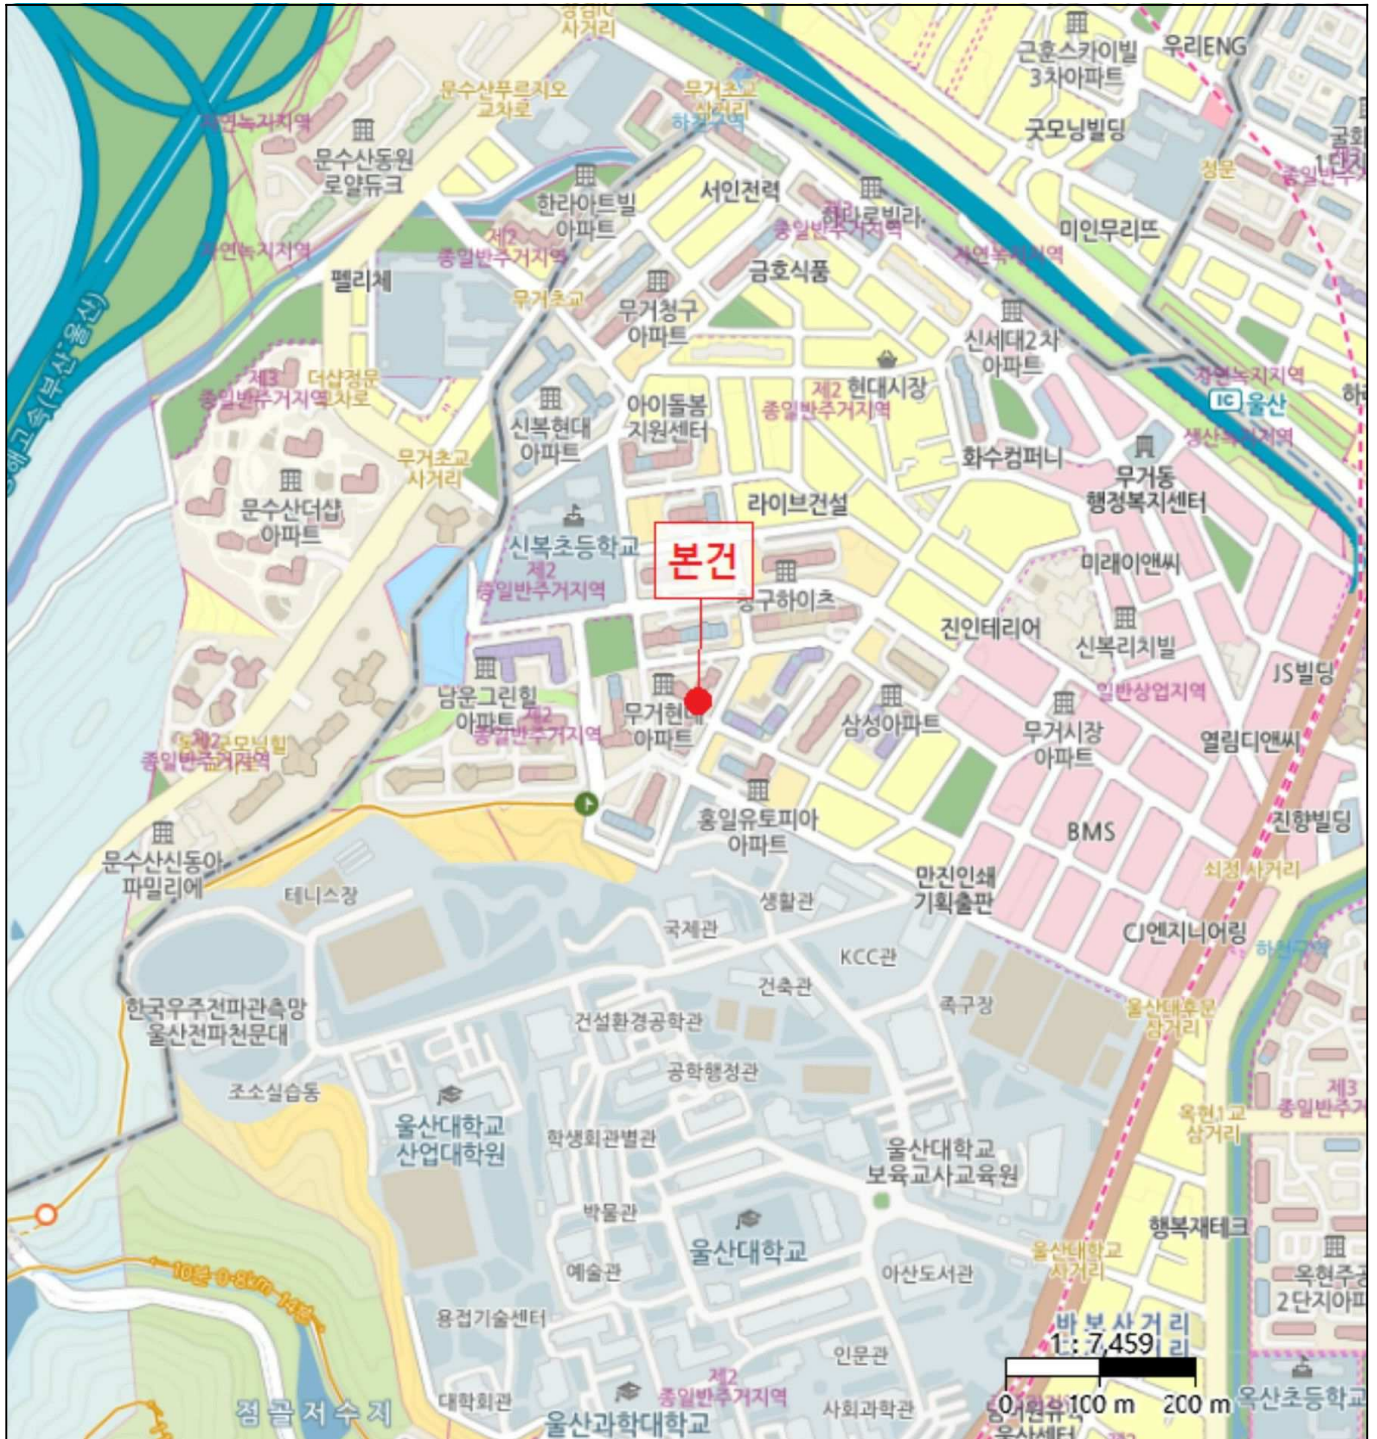 사거리
근훈스카이빌
3차아파트
우리ENG
문수산푸르지오
교차로
무거초교
삼거리
하천구역
굿모닝빌딩
자연녹지지역
문수산동원
로얄듀크
정문
한라아트빌
아파트
서인전력
종일반주거지역
미인무리뜨
제2
종일반주거지역
자연녹지지역
자연녹지지역
펠리체
금호식품
무거초교
무거청구
아파트
신세대2차
아파트
동해고속(부산-울산)
제3
종일반주거지역
더샵정문
교차로
제2
종일반주거지역
현대시장
자연녹지지역
IC
울산
아이돌봄
지원센터
신복현대
아파트
생산녹지지역
무거초교
사거리
화수컴퍼니
무거동
행정복지센터
문수산더샵
아파트
라이브건설
신복초등학교
제2
종일반주거지역
본건
청구하이츠
미래이앤씨
진인테리어
신복리치빌
JS빌딩
일반상업지역
남운그린힐
아파트
제2
종일반주거지역
무거현대
아파트
삼성아파트
무거시장
아파트
열림디앤씨
종일반주거지역
홍일유토피아
아파트
BMS
진향빌딩
문수산신동아
파밀리에
쇠정 사거리
테니스장
만진인쇄
기획출판
생활관
국제관
CJ엔지니어링
하천구역
KCC관
건축관
족구장
한국우주전파관측망
울산전파천문대
건설환경공학관
울산대후문
삼거리
공학행정관
조소실습동
제3
종일반주거
옥현1교
삼거리
울산대학교
산업대학원
학생회관별관
울산대학교
보육교사교육원
박물관
울산대학교
행복재테크
울산대학교
사거리
예술관
아산도서관
10분·0.8km·14분
옥현주공
2단지아파
용접기술센터
바보사거리
1 : 7,459
인문관
제2
종일반주거지역
0 100 m 200 m
점골저수지
대학회관
울산과학대학교
사회과학관
옥산초등학교